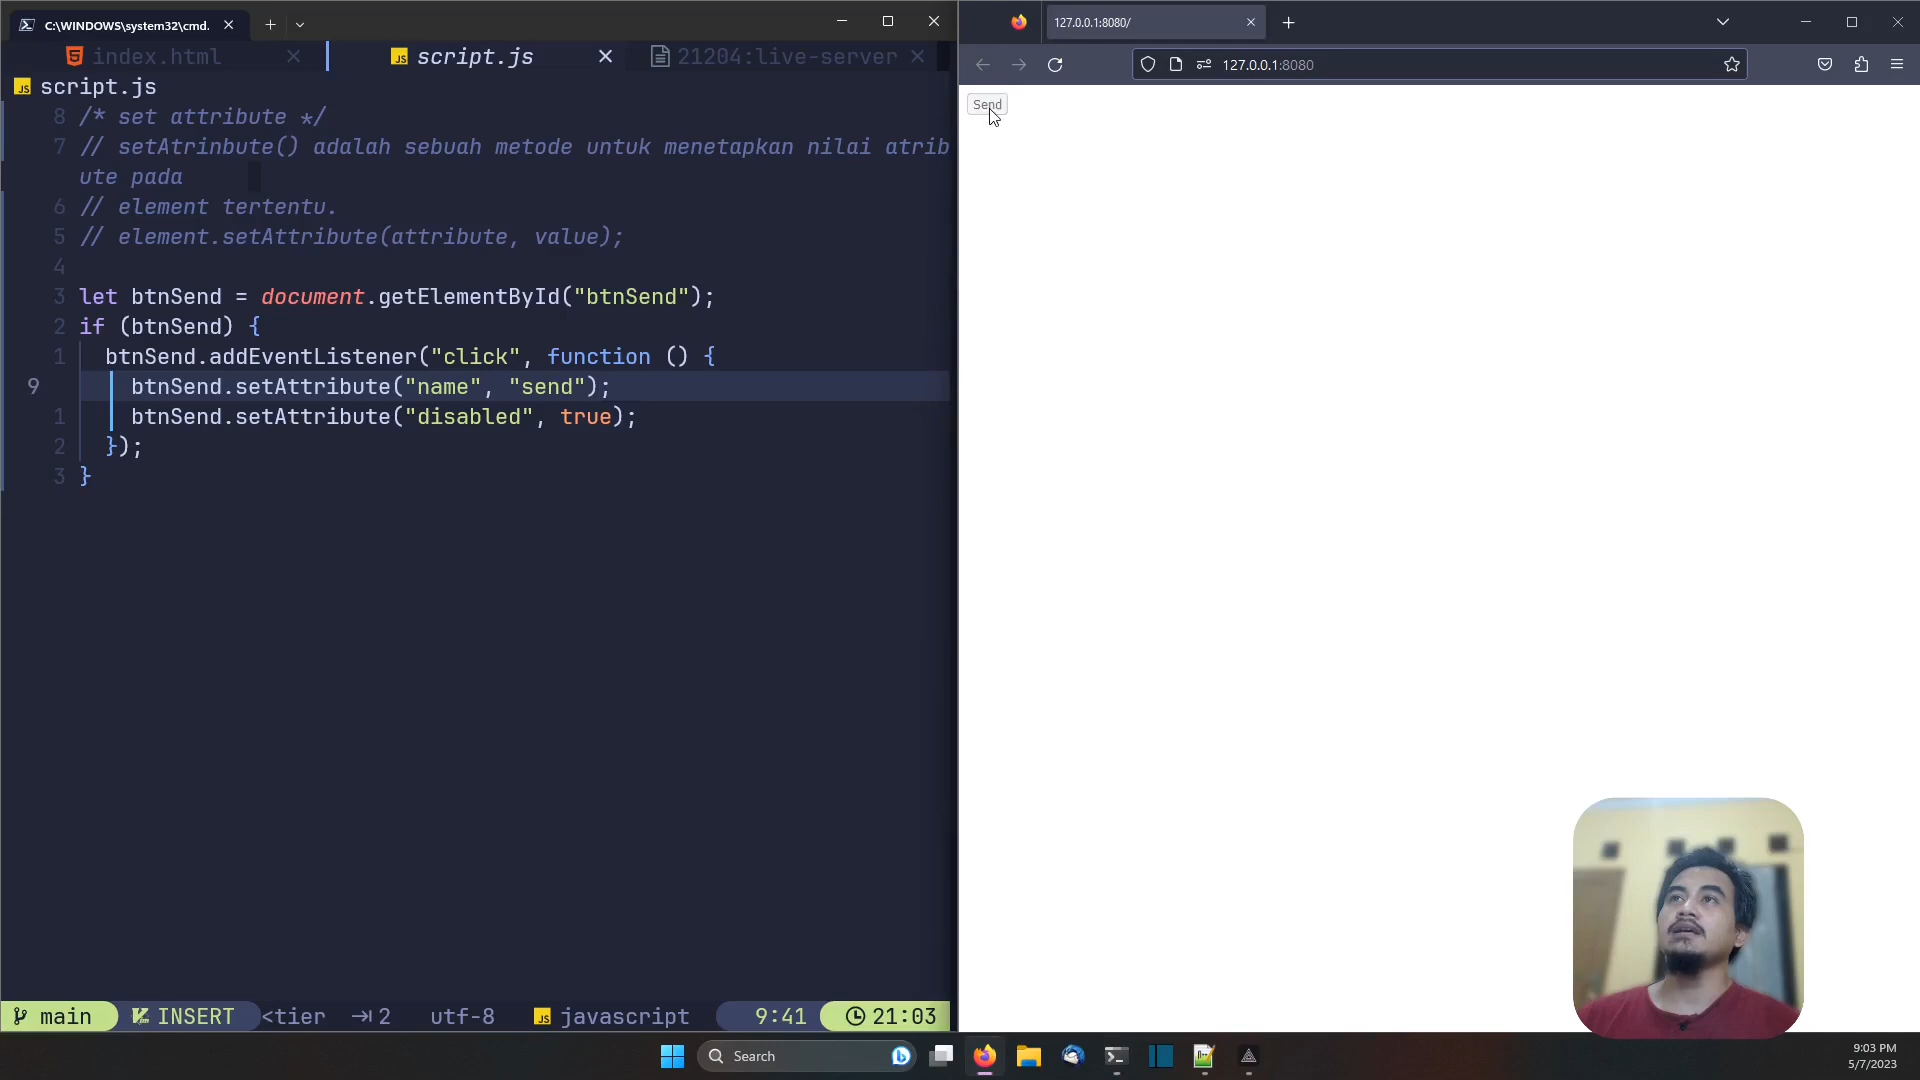 C:\WINDOWS\system32\cmd.
index.html
script.js
21204:live-server
script.js
8 /* set attribute */
7 // setAtrinbute() adalah sebuah metode untuk menetapkan nilai atrib
ute pada
6 // element tertentu.
5 // element.setAttribute(attribute, value);
4
3 let btnSend = document.getElementById("btnSend");
2 if (btnSend) {
1 btnSend.addEventListener("click", function () {
9 btnSend.setAttribute("name", "send");
1 btnSend.setAttribute("disabled", true);
2 });
3 }
main INSERT <tier 2 utf-8 javascript 9:41 21:03
127.0.0.1:8080/
127.0.0.1:8080
Send
Search
9:03 PM
5/7/2023